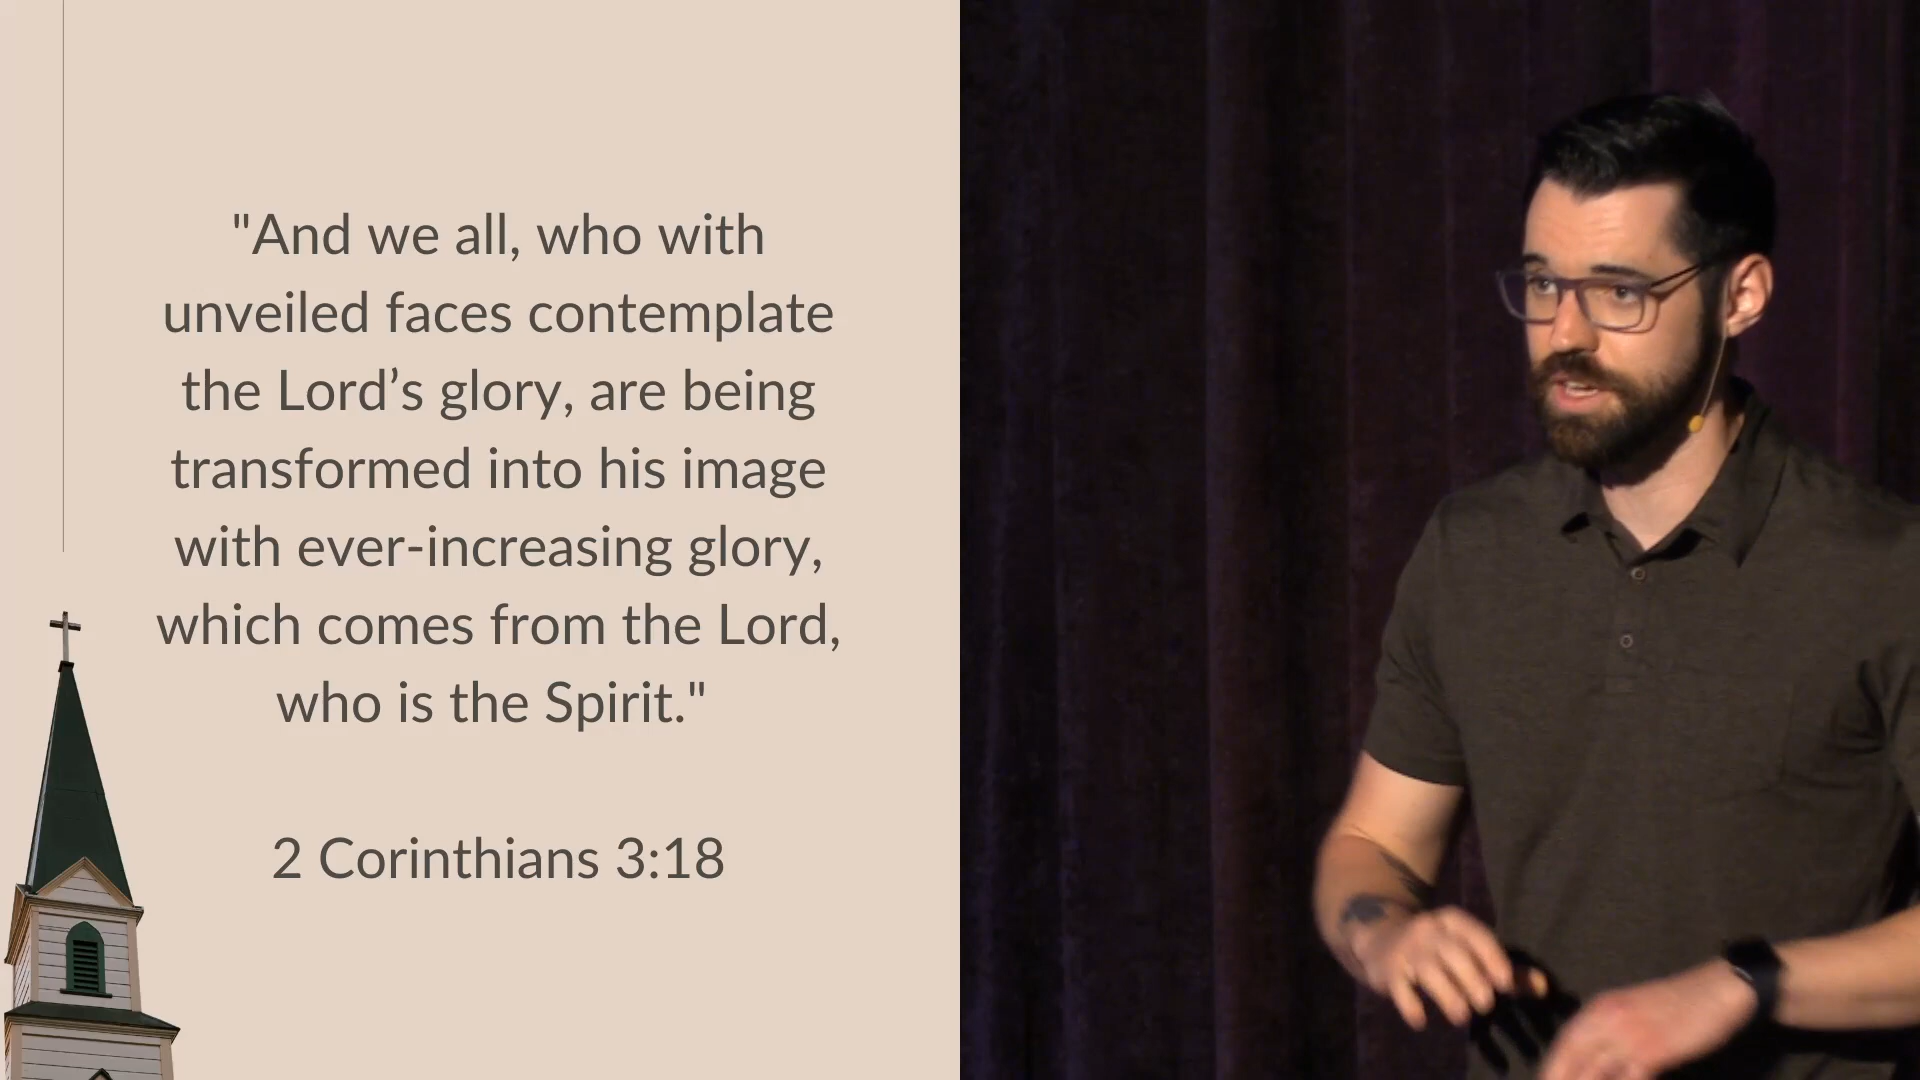 "And we all, who with
unveiled faces contemplate
the Lord’s glory, are being
transformed into his image
with ever-increasing glory,
which comes from the Lord,
who is the Spirit."
2 Corinthians 3:18